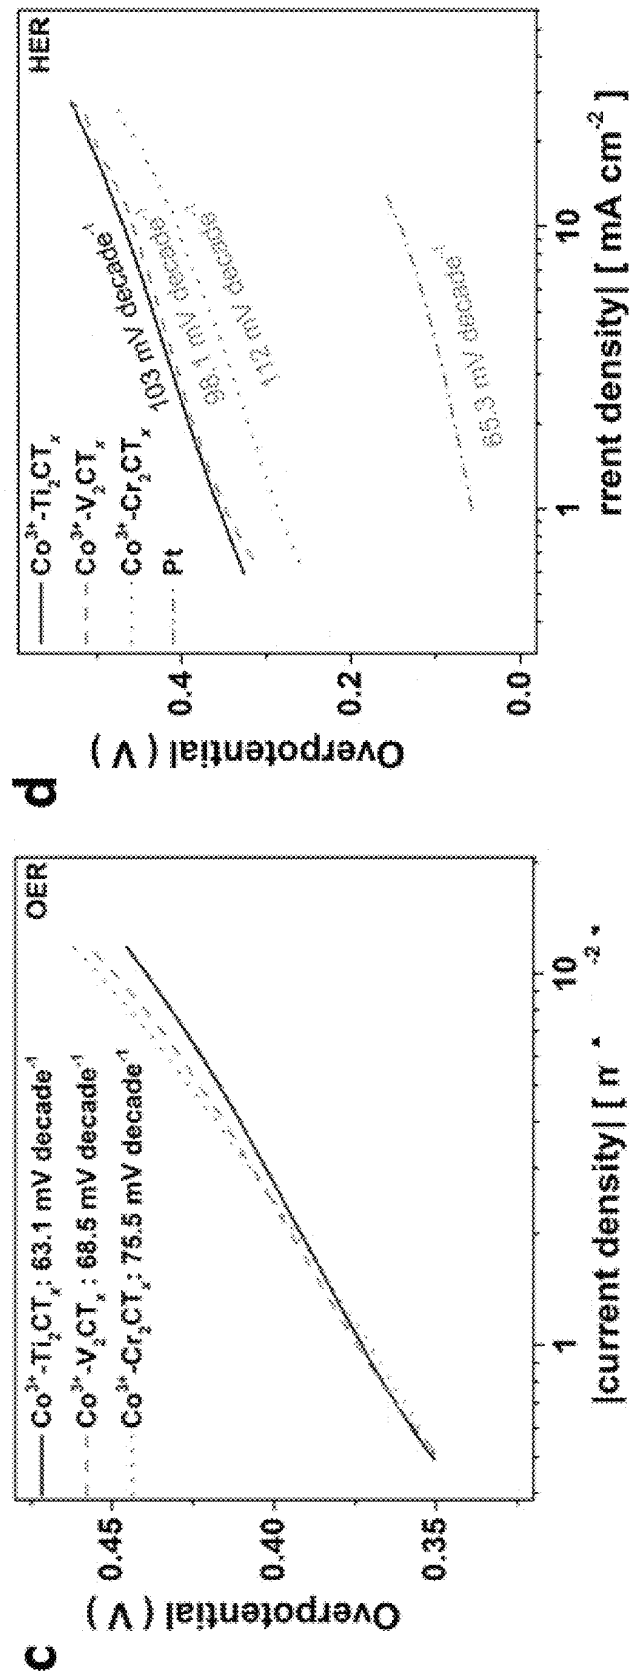 c
Overpotential ( V )
0.45
0.40
0.35
OER
Co³⁺-Ti₂CTₓ: 63.1 mV decade⁻¹
Co³⁺-V₂CTₓ : 68.5 mV decade⁻¹
Co³⁺-Cr₂CTₓ: 75.5 mV decade⁻¹
1
10
|current density| [
-2
d
Overpotential ( V )
0.4
0.2
0.0
HER
Co³⁺-Ti₂CTₓ
Co³⁺-V₂CTₓ
Co³⁺-Cr₂CTₓ
Pt
103 mV decade⁻¹
98.1 mV decade⁻¹
112 mV decade⁻¹
65.3 mV decade⁻¹
1
10
rrent density| [ mA cm⁻² ]